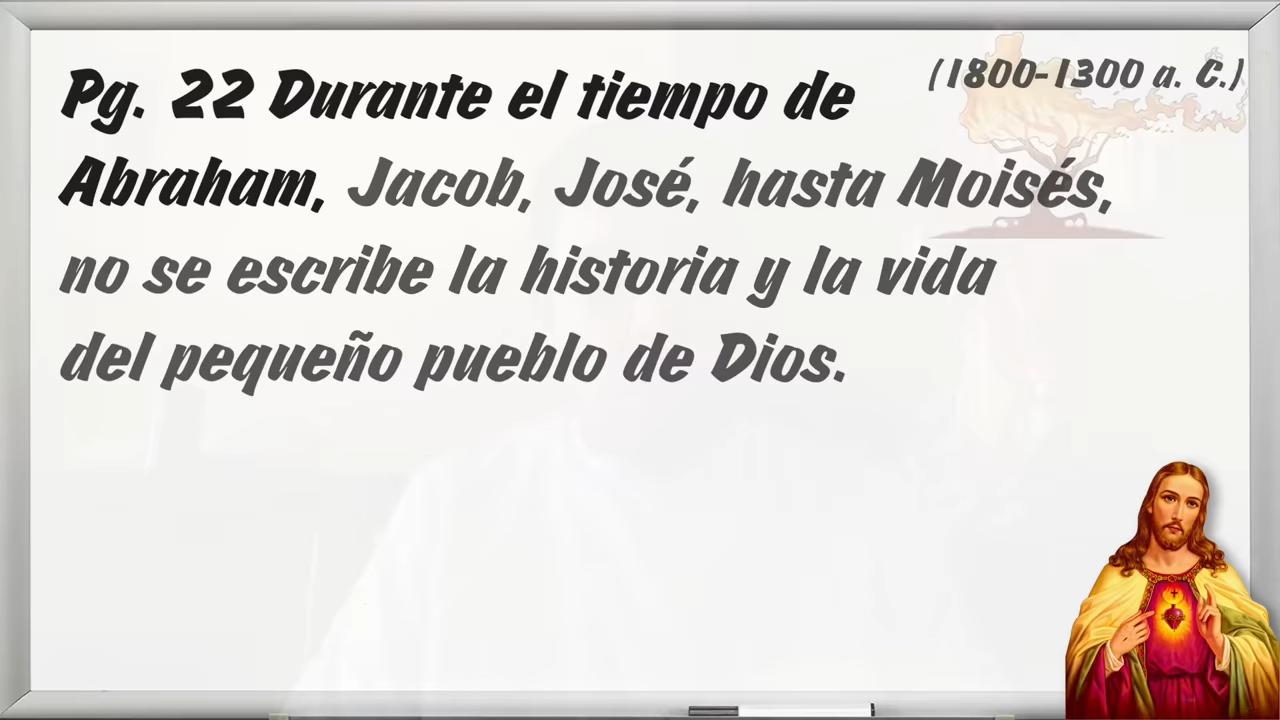 Pg. 22 Durante el tiempo de
(1800-1300 a. C.)
Abraham, Jacob, José, hasta Moisés,
no se escribe la historia y la vida
del pequeño pueblo de Dios.